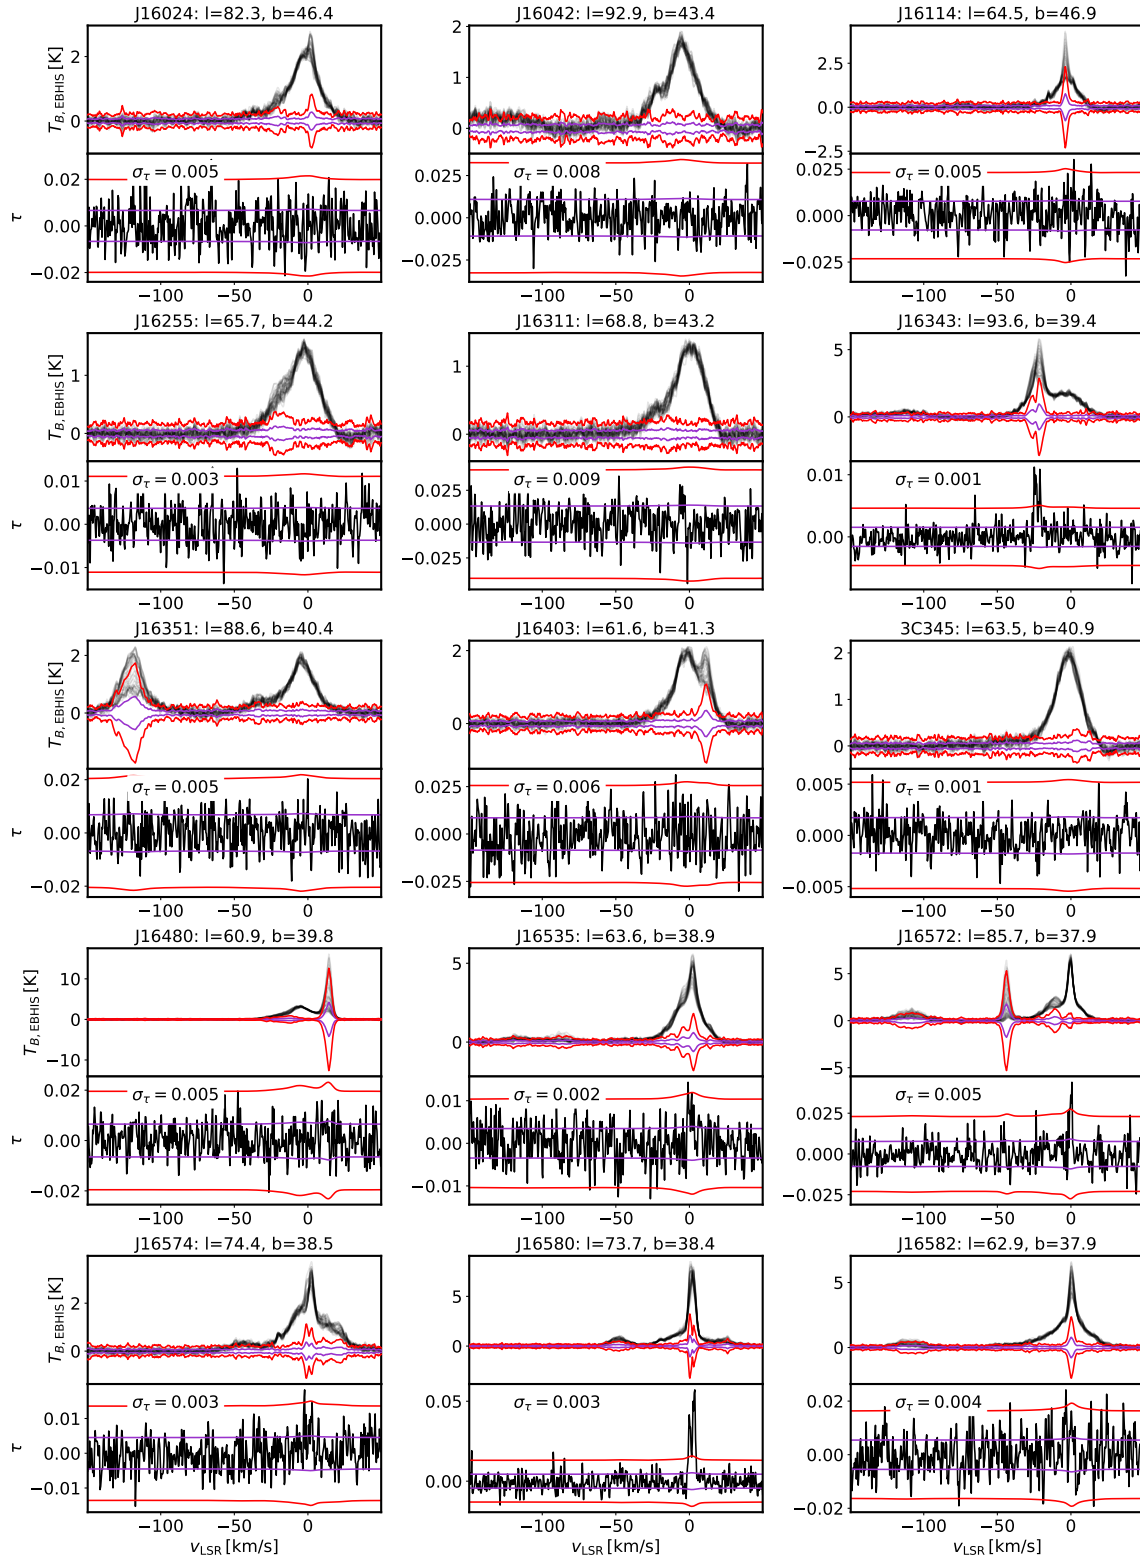 J16024: l=82.3, b=46.4
J16042: l=92.9, b=43.4
J16114: l=64.5, b=46.9
T_{B, EBHIS} [K]
2
0
2
1
0
2.5
0.0
−2.5
τ
0.02
0.00
−0.02
σ_τ = 0.005
0.025
0.000
−0.025
σ_τ = 0.008
0.025
0.000
−0.025
σ_τ = 0.005
−100 −50 0
−100 −50 0
−100 −50 0
J16255: l=65.7, b=44.2
J16311: l=68.8, b=43.2
J16343: l=93.6, b=39.4
T_{B, EBHIS} [K]
1
0
1
0
5
0
τ
0.01
0.00
−0.01
σ_τ = 0.003
0.025
0.000
−0.025
σ_τ = 0.009
0.01
0.00
σ_τ = 0.001
−100 −50 0
−100 −50 0
−100 −50 0
J16351: l=88.6, b=40.4
J16403: l=61.6, b=41.3
3C345: l=63.5, b=40.9
T_{B, EBHIS} [K]
2
1
0
2
0
2
1
0
τ
0.02
0.00
−0.02
σ_τ = 0.005
0.025
0.000
−0.025
σ_τ = 0.006
0.005
0.000
−0.005
σ_τ = 0.001
−100 −50 0
−100 −50 0
−100 −50 0
J16480: l=60.9, b=39.8
J16535: l=63.6, b=38.9
J16572: l=85.7, b=37.9
T_{B, EBHIS} [K]
10
0
−10
5
0
5
0
−5
τ
0.02
0.00
−0.02
σ_τ = 0.005
0.01
0.00
−0.01
σ_τ = 0.002
0.025
0.000
−0.025
σ_τ = 0.005
−100 −50 0
−100 −50 0
−100 −50 0
J16574: l=74.4, b=38.5
J16580: l=73.7, b=38.4
J16582: l=62.9, b=37.9
T_{B, EBHIS} [K]
2
0
5
0
5
0
τ
0.01
0.00
−0.01
σ_τ = 0.003
0.05
0.00
σ_τ = 0.003
0.02
0.00
−0.02
σ_τ = 0.004
−100 −50 0
−100 −50 0
−100 −50 0
v_{LSR} [km/s]
v_{LSR} [km/s]
v_{LSR} [km/s]